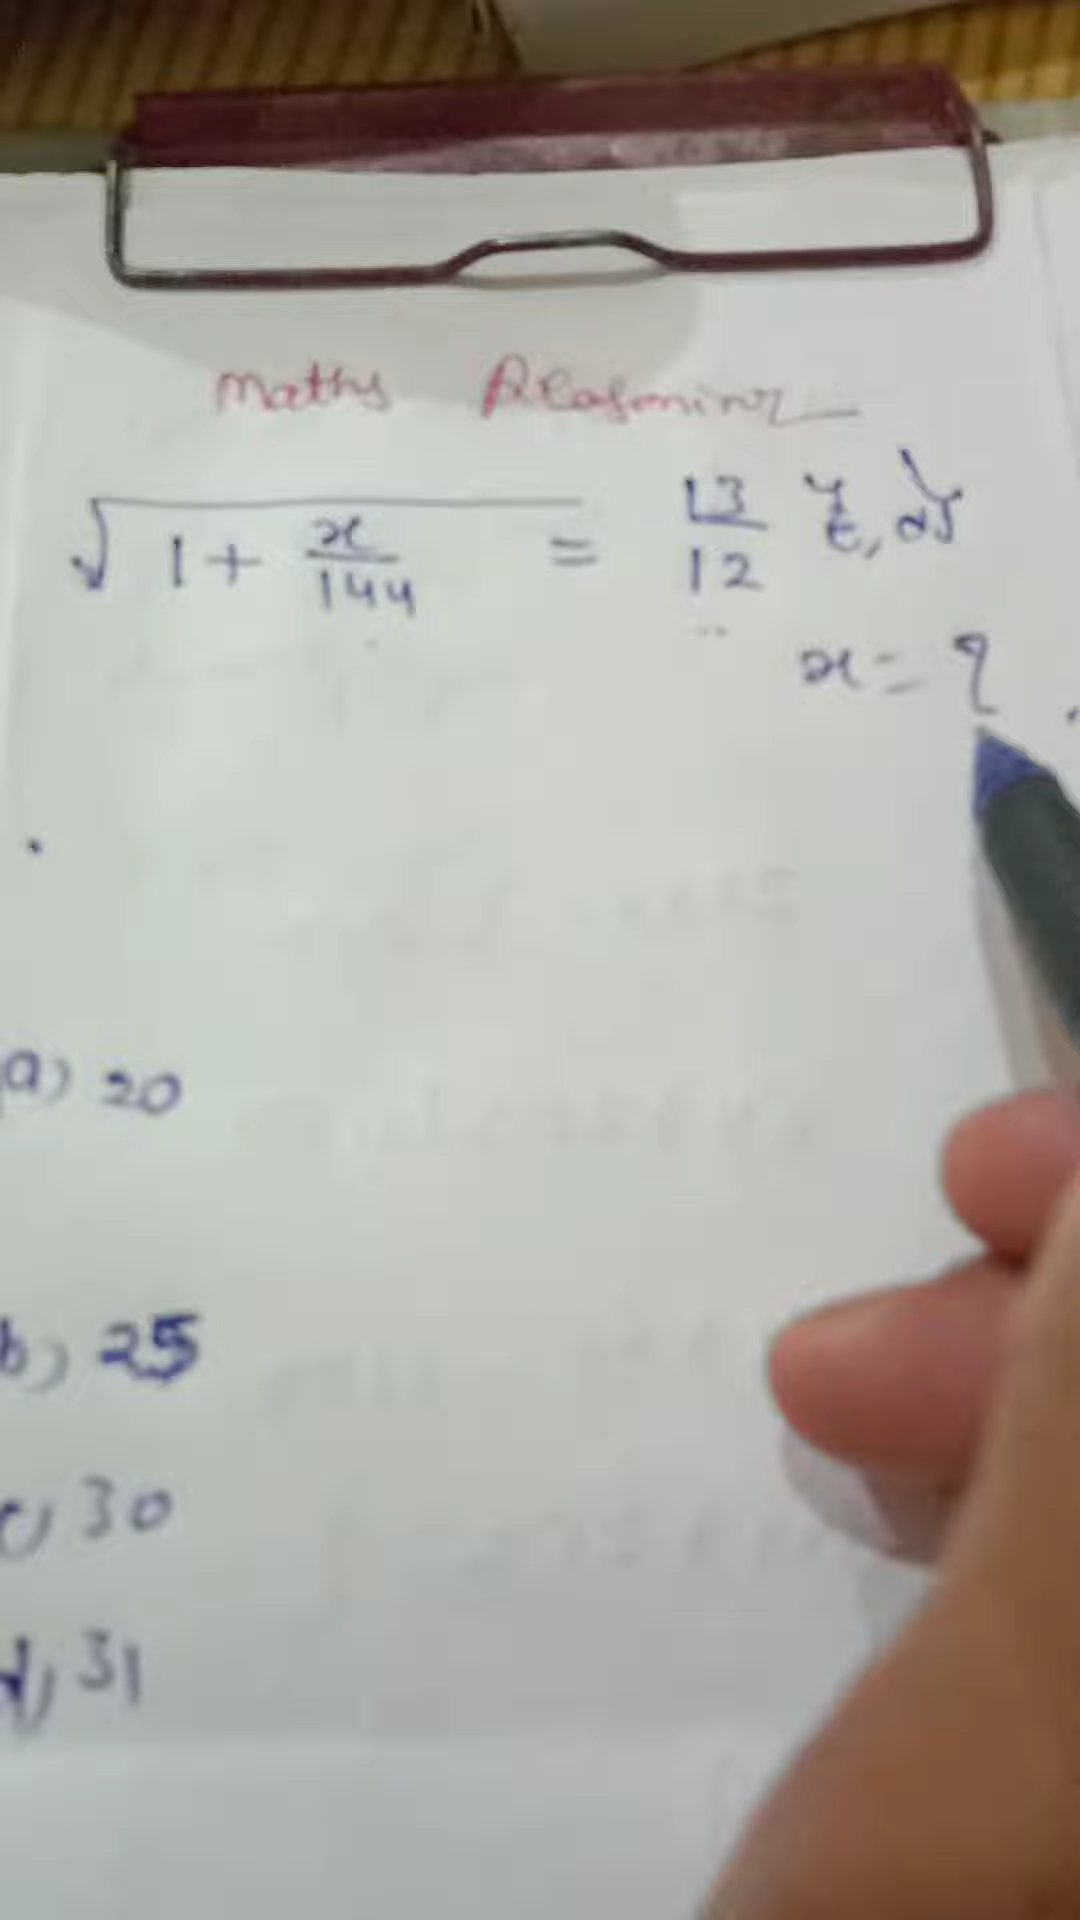 Maths Reasoning
√(1 + x/144) = 13/12 है, तो
x = ?
a) 20
b) 25
c) 30
d) 31